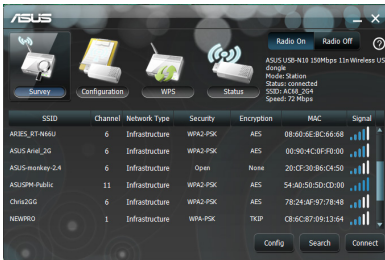 ASUS
Radio On Radio Off
ASUS USB-N10 150Mbps 11n Wireless US
dongle
Mode: Station
Status: connected
SSID: AC68_2G4
Speed: 72 Mbps
Survey Configuration WPS Status
SSID Channel Network Type Security Encryption MAC Signal
ARIES_RT-N66U 6 Infrastructure WPA2-PSK AES 08:60:6E:BC:66:68
ASUS Ariel_2G 6 Infrastructure WPA2-PSK AES 00:90:4C:0F:F0:00
ASUS-monkey-2.4 6 Infrastructure Open None 20:CF:30:B6:C4:50
ASUSPM-Public 11 Infrastructure WPA2-PSK AES 54:A0:50:5D:CD:00
Chris2GG 6 Infrastructure WPA2-PSK AES 78:24:AF:97:78:48
NEWPRO 1 Infrastructure WPA-PSK TKIP C8:6C:87:09:13:64
Config Search Connect